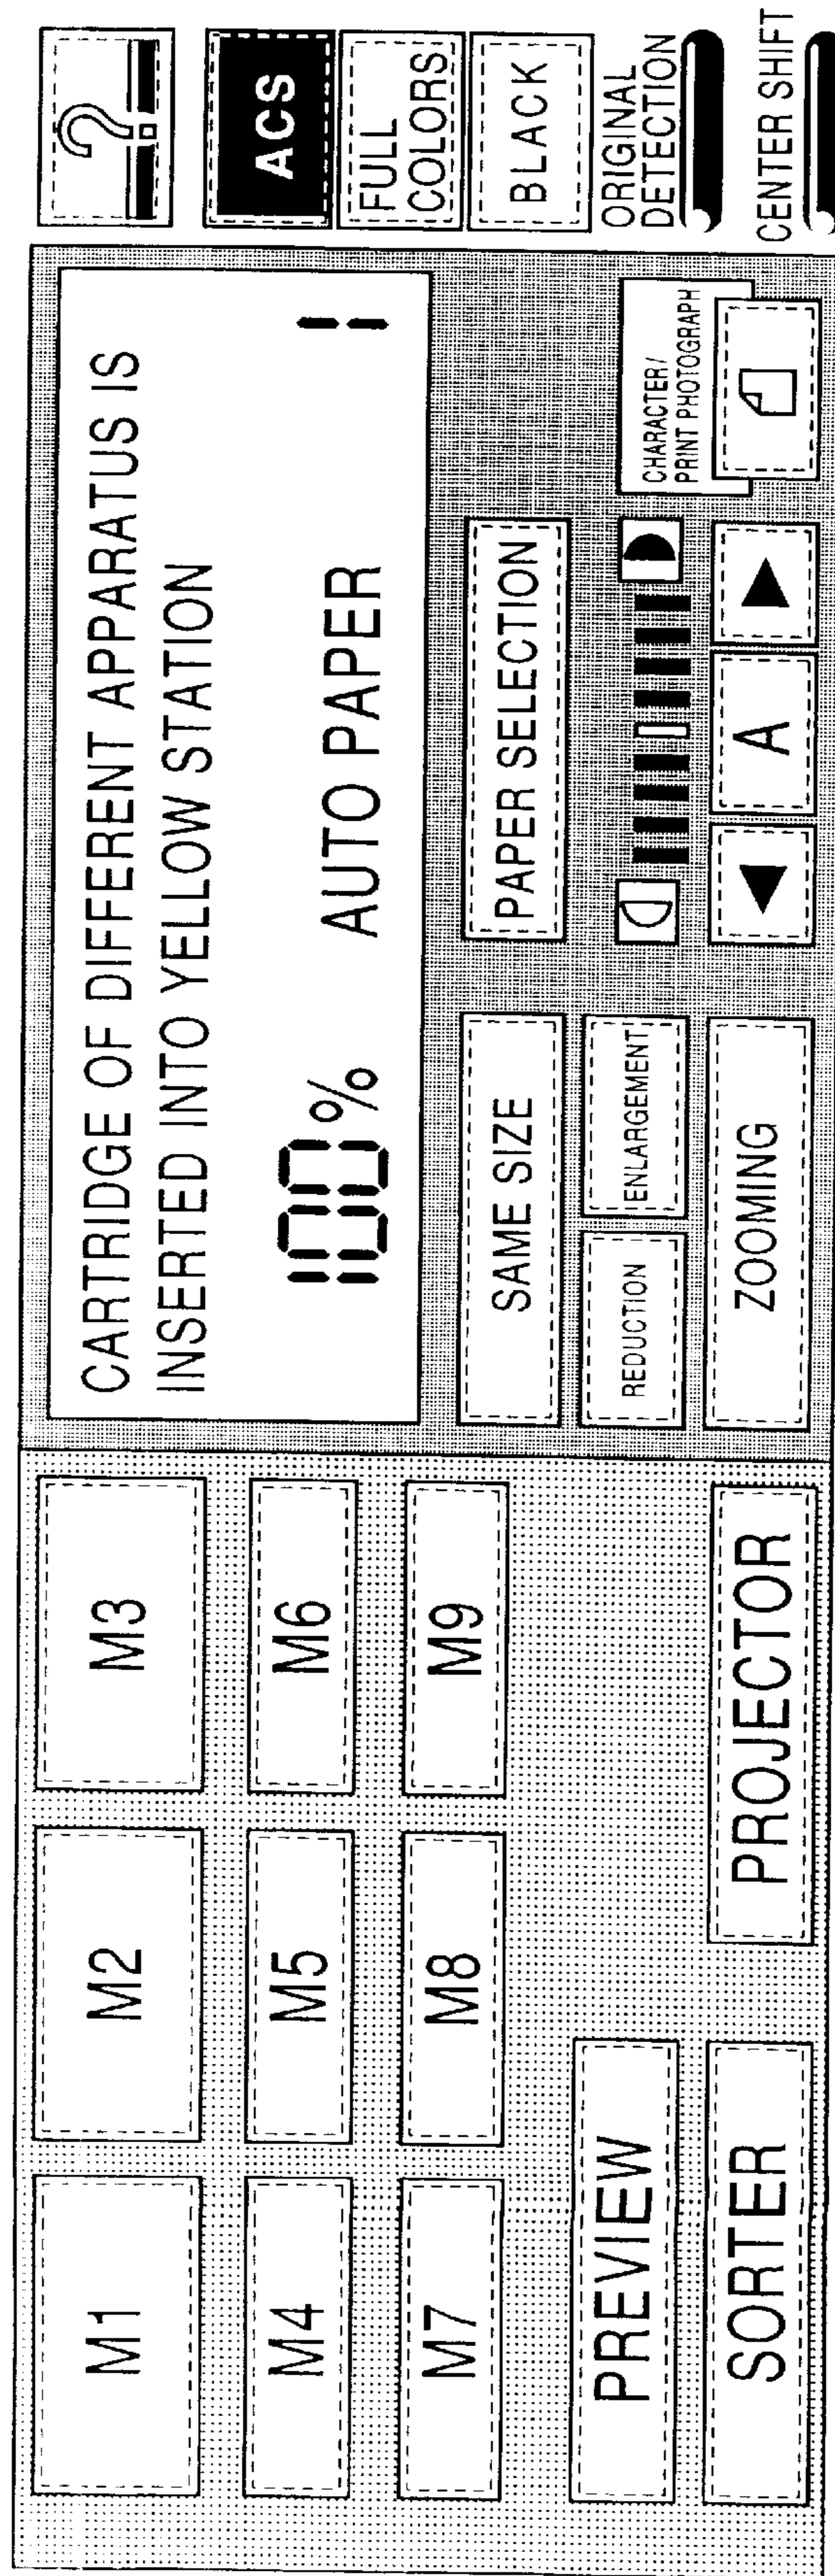 M1
M2
M3
M4
M5
M6
M7
M8
M9
PREVIEW
SORTER
PROJECTOR
CARTRIDGE OF DIFFERENT APPARATUS IS
INSERTED INTO YELLOW STATION
100% AUTO PAPER 1
SAME SIZE
REDUCTION
ENLARGEMENT
ZOOMING
PAPER SELECTION
A
CHARACTER/
PRINT PHOTOGRAPH
?
ACS
FULL
COLORS
BLACK
ORIGINAL
DETECTION
CENTER SHIFT